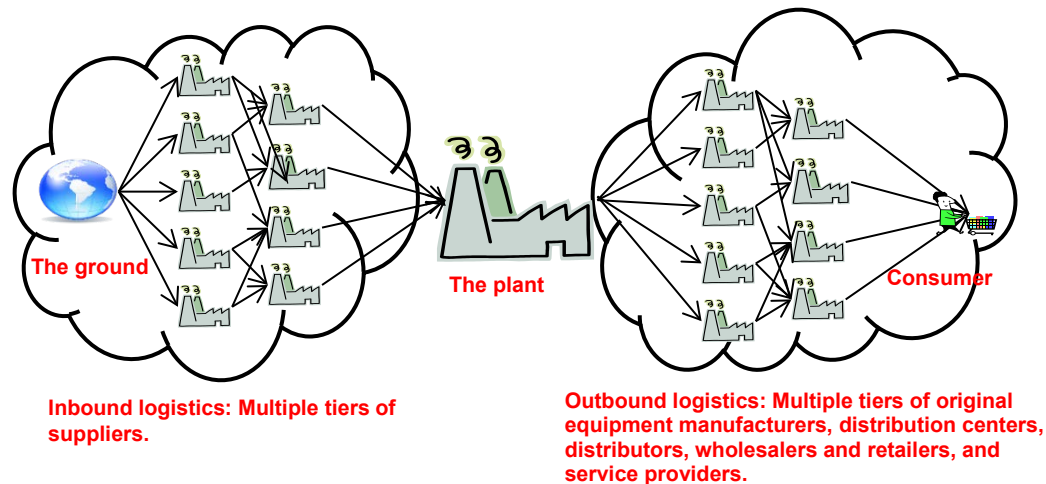 The ground
The plant
Consumer
Inbound logistics: Multiple tiers of
suppliers.
Outbound logistics: Multiple tiers of original
equipment manufacturers, distribution centers,
distributors, wholesalers and retailers, and
service providers.